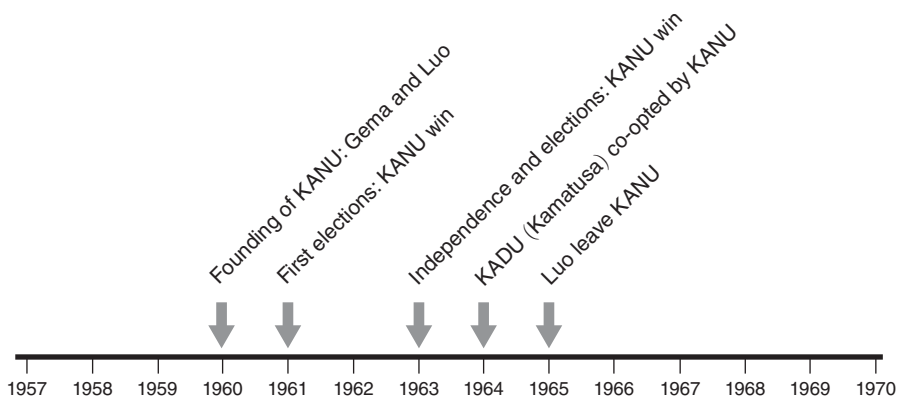 Founding of KANU: Gema and Luo
First elections: KANU win
Independence and elections: KANU win
KADU (Kamatusa) co-opted by KANU
Luo leave KANU
1957 1958 1959 1960 1961 1962 1963 1964 1965 1966 1967 1968 1969 1970